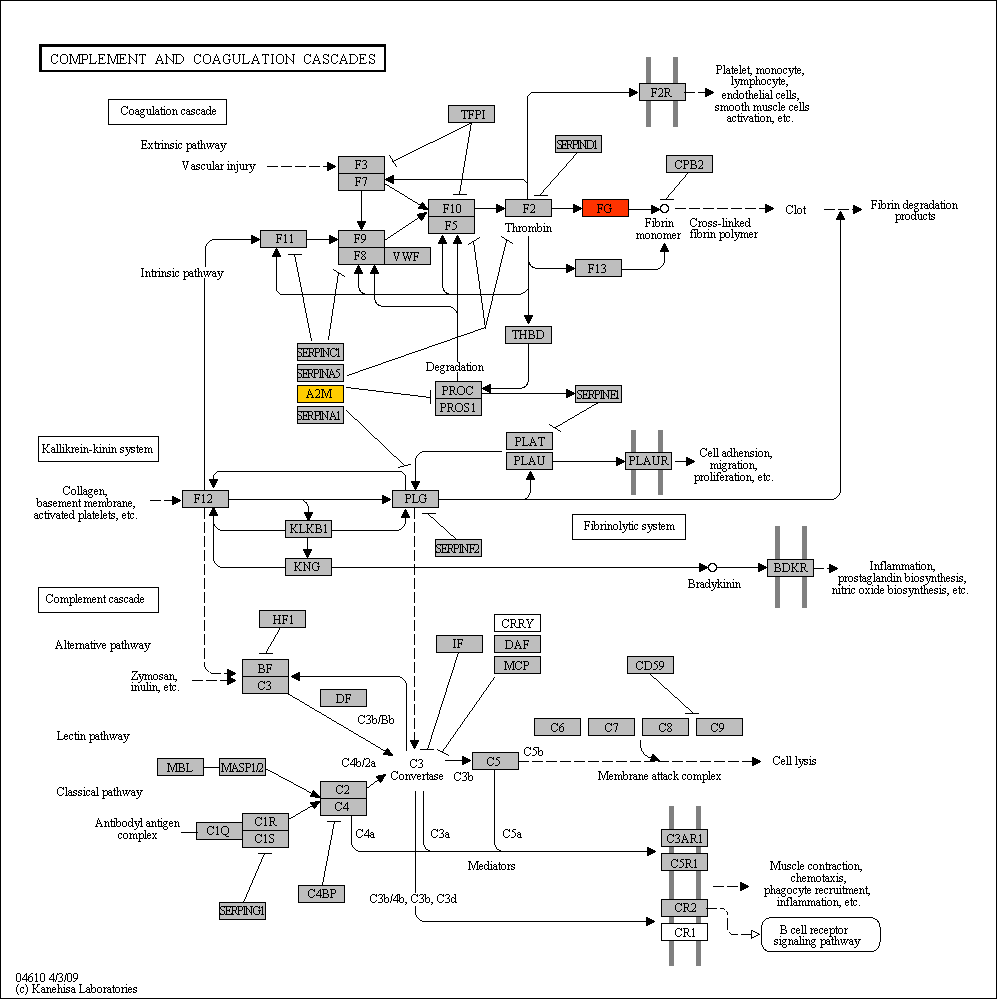 COMPLEMENT AND COAGULATION CASCADES
Coagulation cascade
Extrinsic pathway
Vascular injury
F3
F7
TFPI
F10
F5
F2
Thrombin
SERPIND1
F2R
Platelet, monocyte,
lymphocyte,
endothelial cells,
smooth muscle cells
activation, etc.
CPB2
FG
Fibrin
monomer
Cross-linked
fibrin polymer
Clot
Fibrin degradation
products
F11
F9
F8
VWF
F13
Intrinsic pathway
THBD
SERPINC1
SERPINA5
A2M
SERPINA1
Degradation
PROC
PROS1
SERPINE1
PLAT
PLAU
PLAUR
Cell adhension,
migration,
proliferation, etc.
Kallikrein-kinin system
Collagen,
basement membrane,
activated platelets, etc.
F12
PLG
KLKB1
KNG
SERPINF2
Fibrinolytic system
Bradykinin
BDKR
Inflammation,
prostaglandin biosynthesis,
nitric oxide biosynthesis, etc.
Complement cascade
Alternative pathway
HF1
Zymosan,
inulin, etc.
BF
C3
DF
C3b/Bb
IF
CRRY
DAF
MCP
CD59
C6
C7
C8
C9
Lectin pathway
MBL
MASP1/2
C4b/2a
C3
Convertase
C3b
C5
C5b
Membrane attack complex
Cell lysis
Classical pathway
C2
C4
Antibodyl antigen
complex
C1Q
C1R
C1S
C4a
C3a
C5a
Mediators
C3AR1
C5R1
CR2
CR1
Muscle contraction,
chemotaxis,
phagocyte recruitment,
inflammation, etc.
C4BP
SERPING1
C3b/4b, C3b, C3d
B cell receptor
signaling pathway
04610 4/3/09
(c) Kanehisa Laboratories